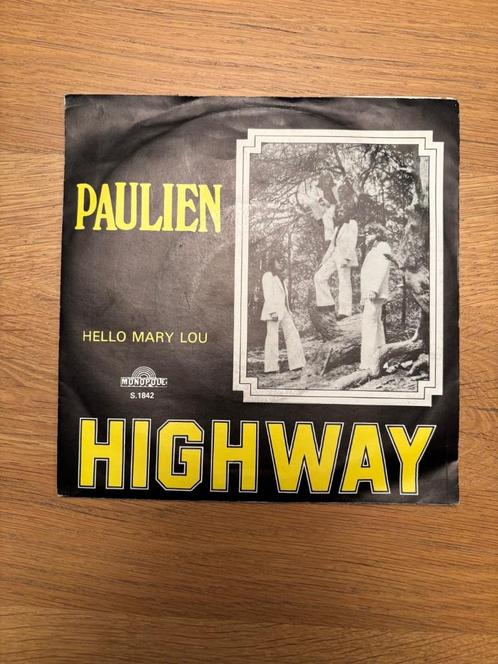 PAULIEN
HELLO MARY LOU
MONOPOLE
S.1842
HIGHWAY